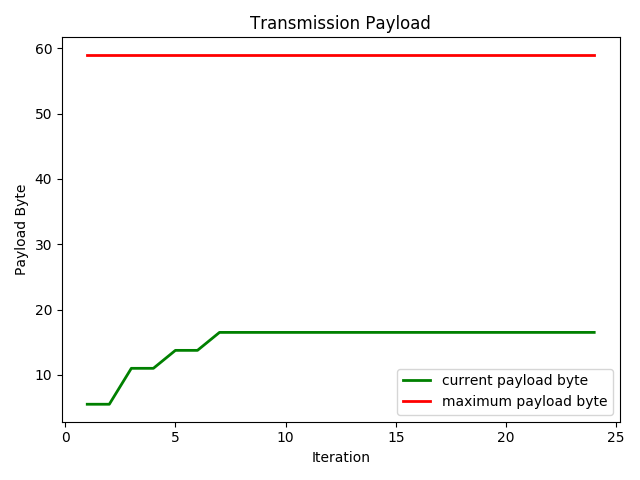 Transmission Payload
60
50
40
30
20
10
Payload Byte
current payload byte
maximum payload byte
0
5
10
15
20
25
Iteration